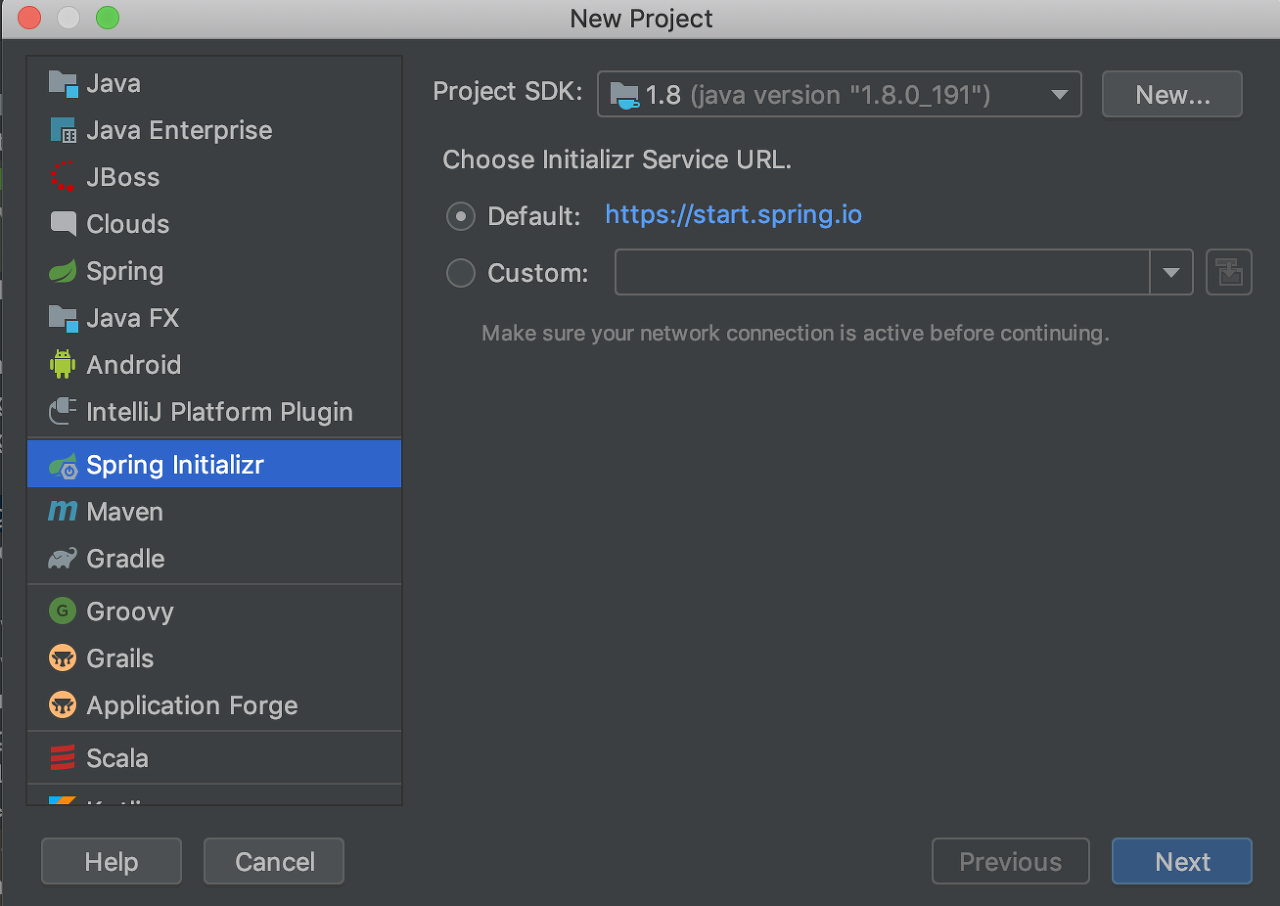 New Project
Java
Java Enterprise
JBoss
Clouds
Spring
Java FX
Android
IntelliJ Platform Plugin
Spring Initializr
Maven
Gradle
Groovy
Grails
Application Forge
Scala
Project SDK: 1.8 (java version "1.8.0_191") New...
Choose Initializr Service URL.
Default: https://start.spring.io
Custom:
Make sure your network connection is active before continuing.
Help Cancel Previous Next